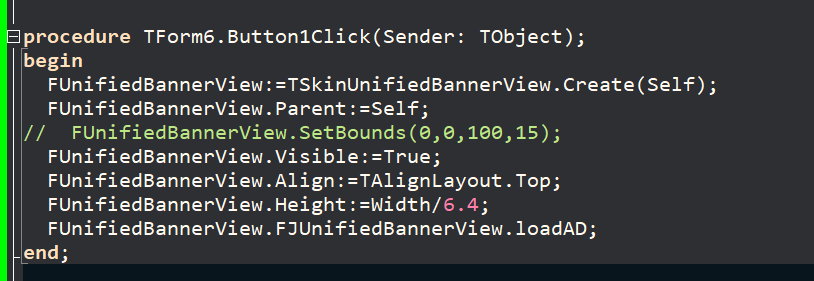 procedure TForm6.Button1Click(Sender: TObject);
begin
  FUnifiedBannerView:=TSkinUnifiedBannerView.Create(Self);
  FUnifiedBannerView.Parent:=Self;
//  FUnifiedBannerView.SetBounds(0,0,100,15);
  FUnifiedBannerView.Visible:=True;
  FUnifiedBannerView.Align:=TAlignLayout.Top;
  FUnifiedBannerView.Height:=Width/6.4;
  FUnifiedBannerView.FJUnifiedBannerView.loadAD;
end;